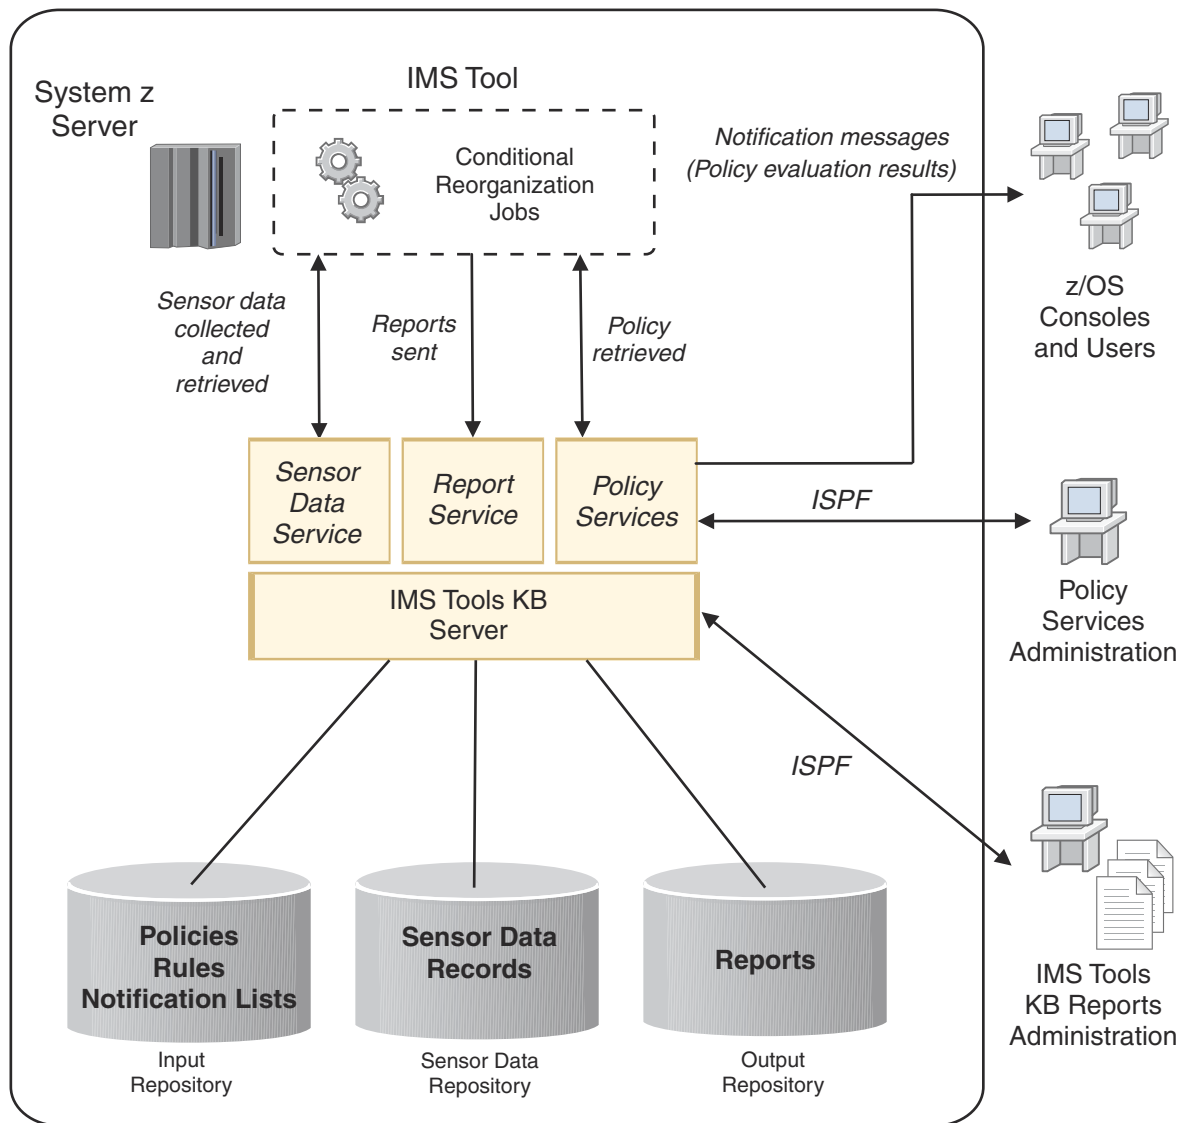 IMS Tool
System z
Server
Conditional
Reorganization
Jobs
Notification messages
(Policy evaluation results)
z/OS
Consoles
and Users
Sensor data
collected
and
retrieved
Reports
sent
Policy
retrieved
Sensor
Data
Service
Report
Service
Policy
Services
ISPF
Policy
Services
Administration
IMS Tools KB
Server
ISPF
Policies
Rules
Notification Lists
Sensor Data
Records
Reports
IMS Tools
KB Reports
Administration
Input
Repository
Sensor Data
Repository
Output
Repository